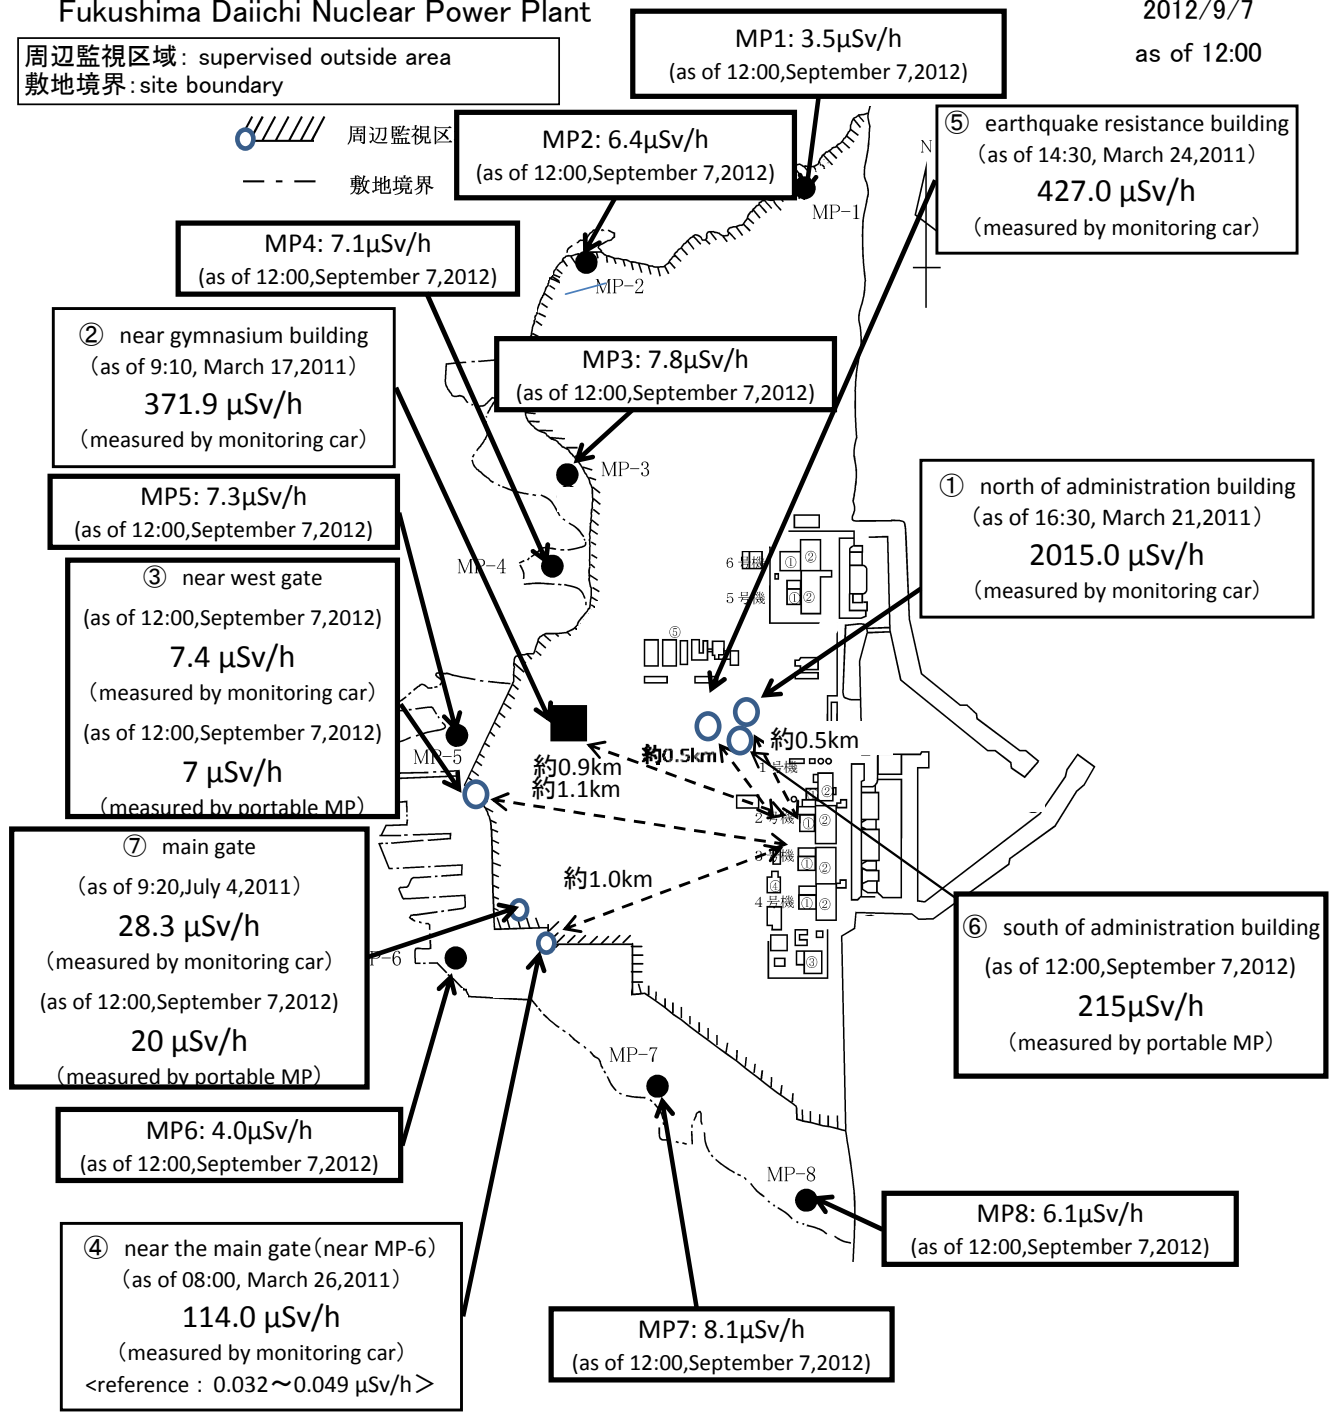 Fukushima Daiichi Nuclear Power Plant
2012/9/7
as of 12:00
周辺監視区域: supervised outside area
敷地境界:site boundary
周辺監視区
敷地境界
MP1: 3.5μSv/h
(as of 12:00,September 7,2012)
MP2: 6.4μSv/h
(as of 12:00,September 7,2012)
⑤ earthquake resistance building
(as of 14:30, March 24,2011)
427.0 μSv/h
(measured by monitoring car)
N
MP-1
MP4: 7.1μSv/h
(as of 12:00,September 7,2012)
MP-2
② near gymnasium building
(as of 9:10, March 17,2011)
371.9 μSv/h
(measured by monitoring car)
MP3: 7.8μSv/h
(as of 12:00,September 7,2012)
MP-3
MP5: 7.3μSv/h
(as of 12:00,September 7,2012)
① north of administration building
(as of 16:30, March 21,2011)
2015.0 μSv/h
(measured by monitoring car)
MP-4
6号機
① ②
5号機
① ②
⑤
③ near west gate
(as of 12:00,September 7,2012)
7.4 μSv/h
(measured by monitoring car)
(as of 12:00,September 7,2012)
7 μSv/h
(measured by portable MP)
MP-5
約0.9km
約1.1km
約0.5km
約0.5km
1号機
②
2号機
① ②
3号機
① ②
④
4号機
① ②
③
約1.0km
⑦ main gate
(as of 9:20,July 4,2011)
28.3 μSv/h
(measured by monitoring car)
(as of 12:00,September 7,2012)
20 μSv/h
(measured by portable MP)
P-6
⑥ south of administration building
(as of 12:00,September 7,2012)
215μSv/h
(measured by portable MP)
MP-7
MP6: 4.0μSv/h
(as of 12:00,September 7,2012)
MP-8
MP8: 6.1μSv/h
(as of 12:00,September 7,2012)
④ near the main gate(near MP-6)
(as of 08:00, March 26,2011)
114.0 μSv/h
(measured by monitoring car)
<reference : 0.032～0.049 μSv/h>
MP7: 8.1μSv/h
(as of 12:00,September 7,2012)